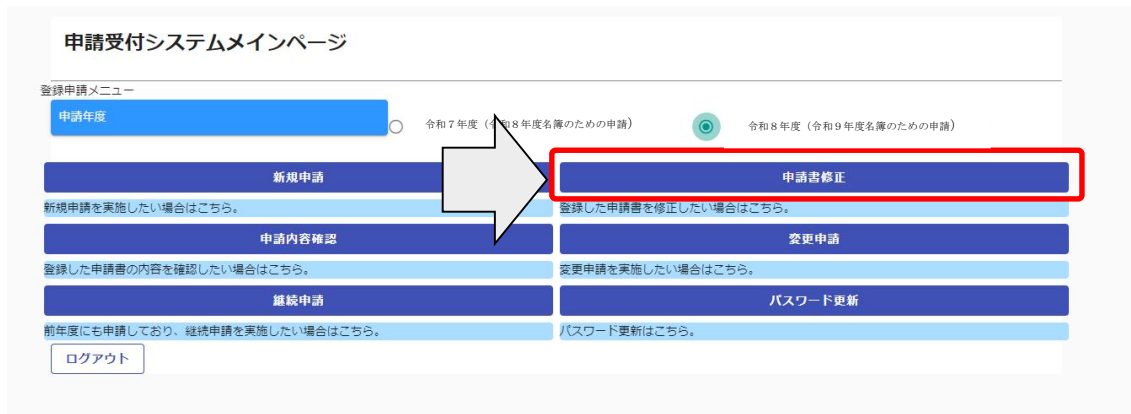 申請受付システムメインページ
登録申請メニュー
申請年度
令和７年度（令和８年度名簿のための申請）
令和８年度（令和９年度名簿のための申請）
新規申請
申請書修正
新規申請を実施したい場合はこちら。
登録した申請書を修正したい場合はこちら。
申請内容確認
変更申請
登録した申請書の内容を確認したい場合はこちら。
変更申請を実施したい場合はこちら。
継続申請
パスワード更新
前年度にも申請しており、継続申請を実施したい場合はこちら。
パスワード更新はこちら。
ログアウト